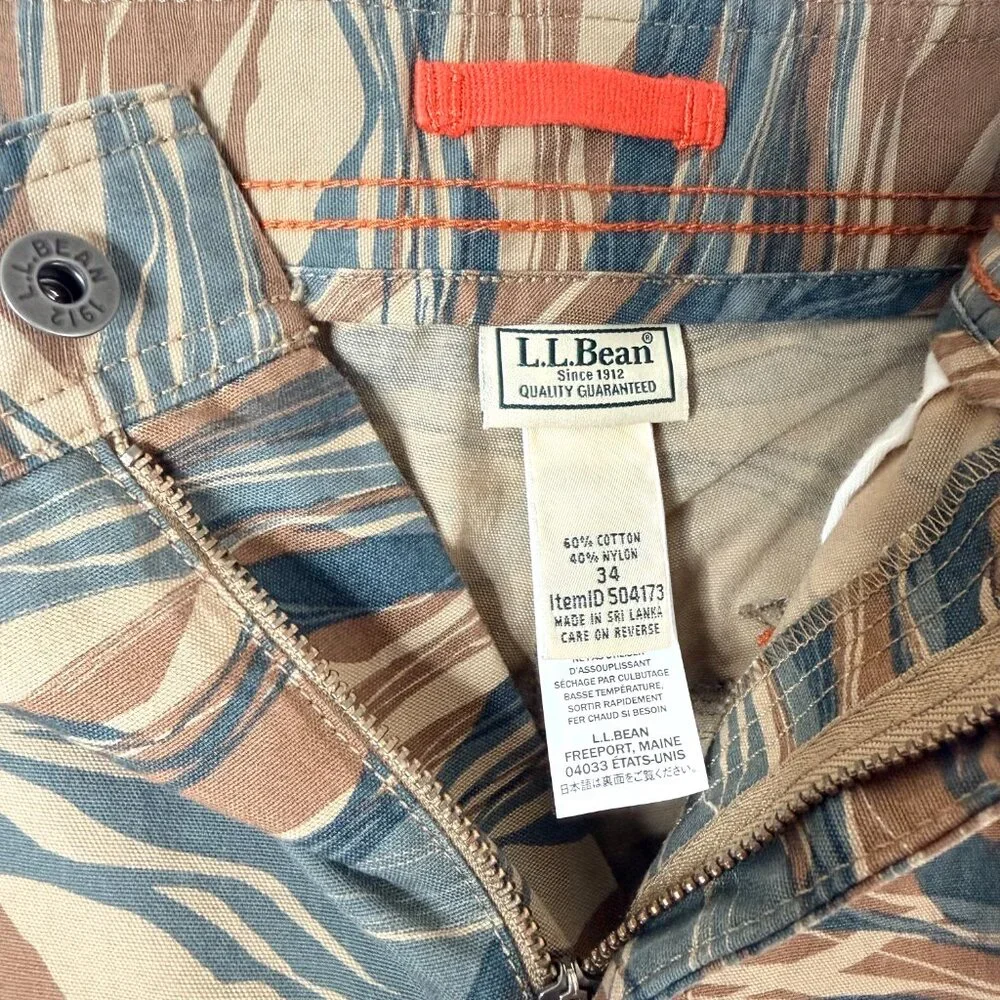 L.L.BEAN 1912
L.L.Bean®
Since 1912
QUALITY GUARANTEED
60% COTTON
40% NYLON
34
ItemID 504173
MADE IN SRI LANKA
CARE ON REVERSE
D'ASSOUPLISSANT
SÉCHAGE PAR CULBUTAGE
BASSE TEMPÉRATURE,
SORTIR RAPIDEMENT
FER CHAUD SI BESOIN
L.L.BEAN
FREEPORT, MAINE
04033 ÉTATS-UNIS
日本語は裏面をご覧ください。